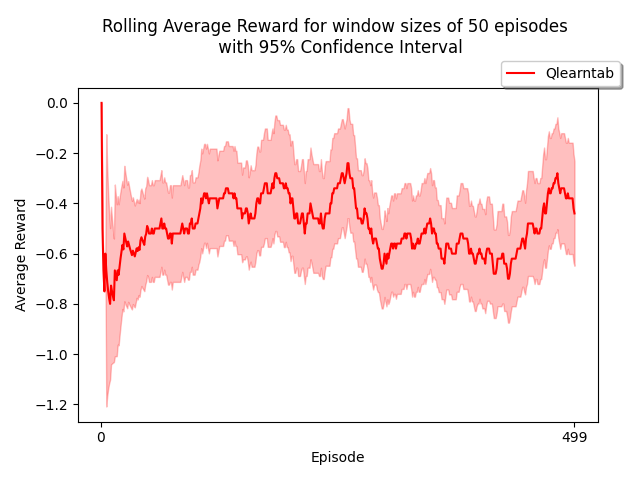 Rolling Average Reward for window sizes of 50 episodes
with 95% Confidence Interval
Qlearntab
0.0
−0.2
−0.4
−0.6
−0.8
−1.0
−1.2
Average Reward
0
499
Episode